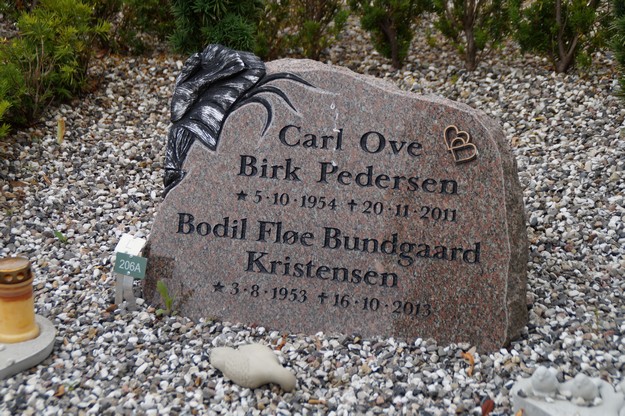 Carl Ove
Birk Pedersen
★ 5·10·1954 ✝ 20·11·2011
Bodil Fløe Bundgaard
Kristensen
★ 3·8·1953 ✝ 16·10·2013
206A